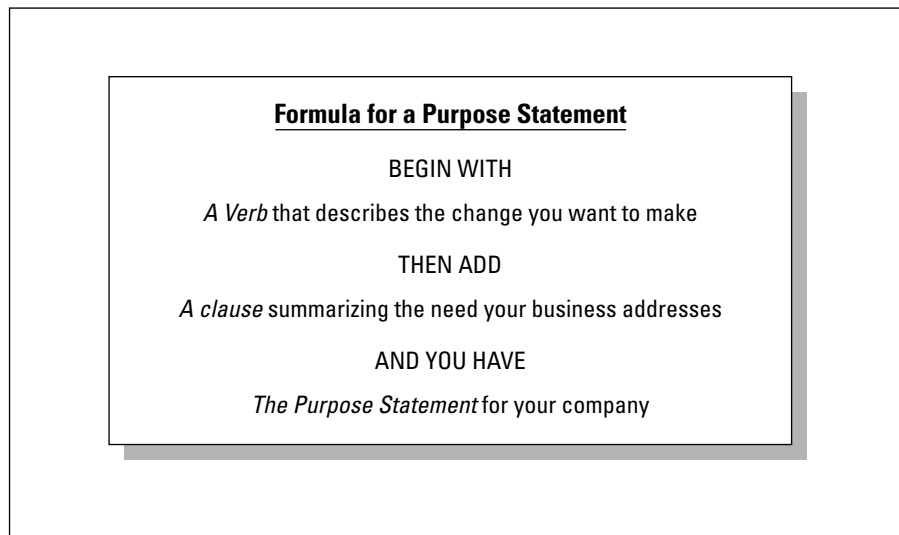 Formula for a Purpose Statement
BEGIN WITH
A Verb that describes the change you want to make
THEN ADD
A clause summarizing the need your business addresses
AND YOU HAVE
The Purpose Statement for your company